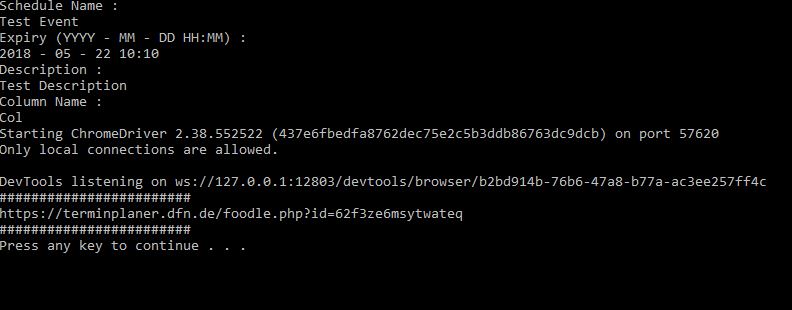 Schedule Name :
Test Event
Expiry (YYYY - MM - DD HH:MM) :
2018 - 05 - 22 10:10
Description :
Test Description
Column Name :
Col
Starting ChromeDriver 2.38.552522 (437e6fbedfa8762dec75e2c5b3ddb86763dc9dcb) on port 57620
Only local connections are allowed.
DevTools listening on ws://127.0.0.1:12803/devtools/browser/b2bd914b-76b6-47a8-b77a-ac3ee257ff4c
########################
https://terminplaner.dfn.de/foodle.php?id=62f3ze6msytwateq
########################
Press any key to continue . . .